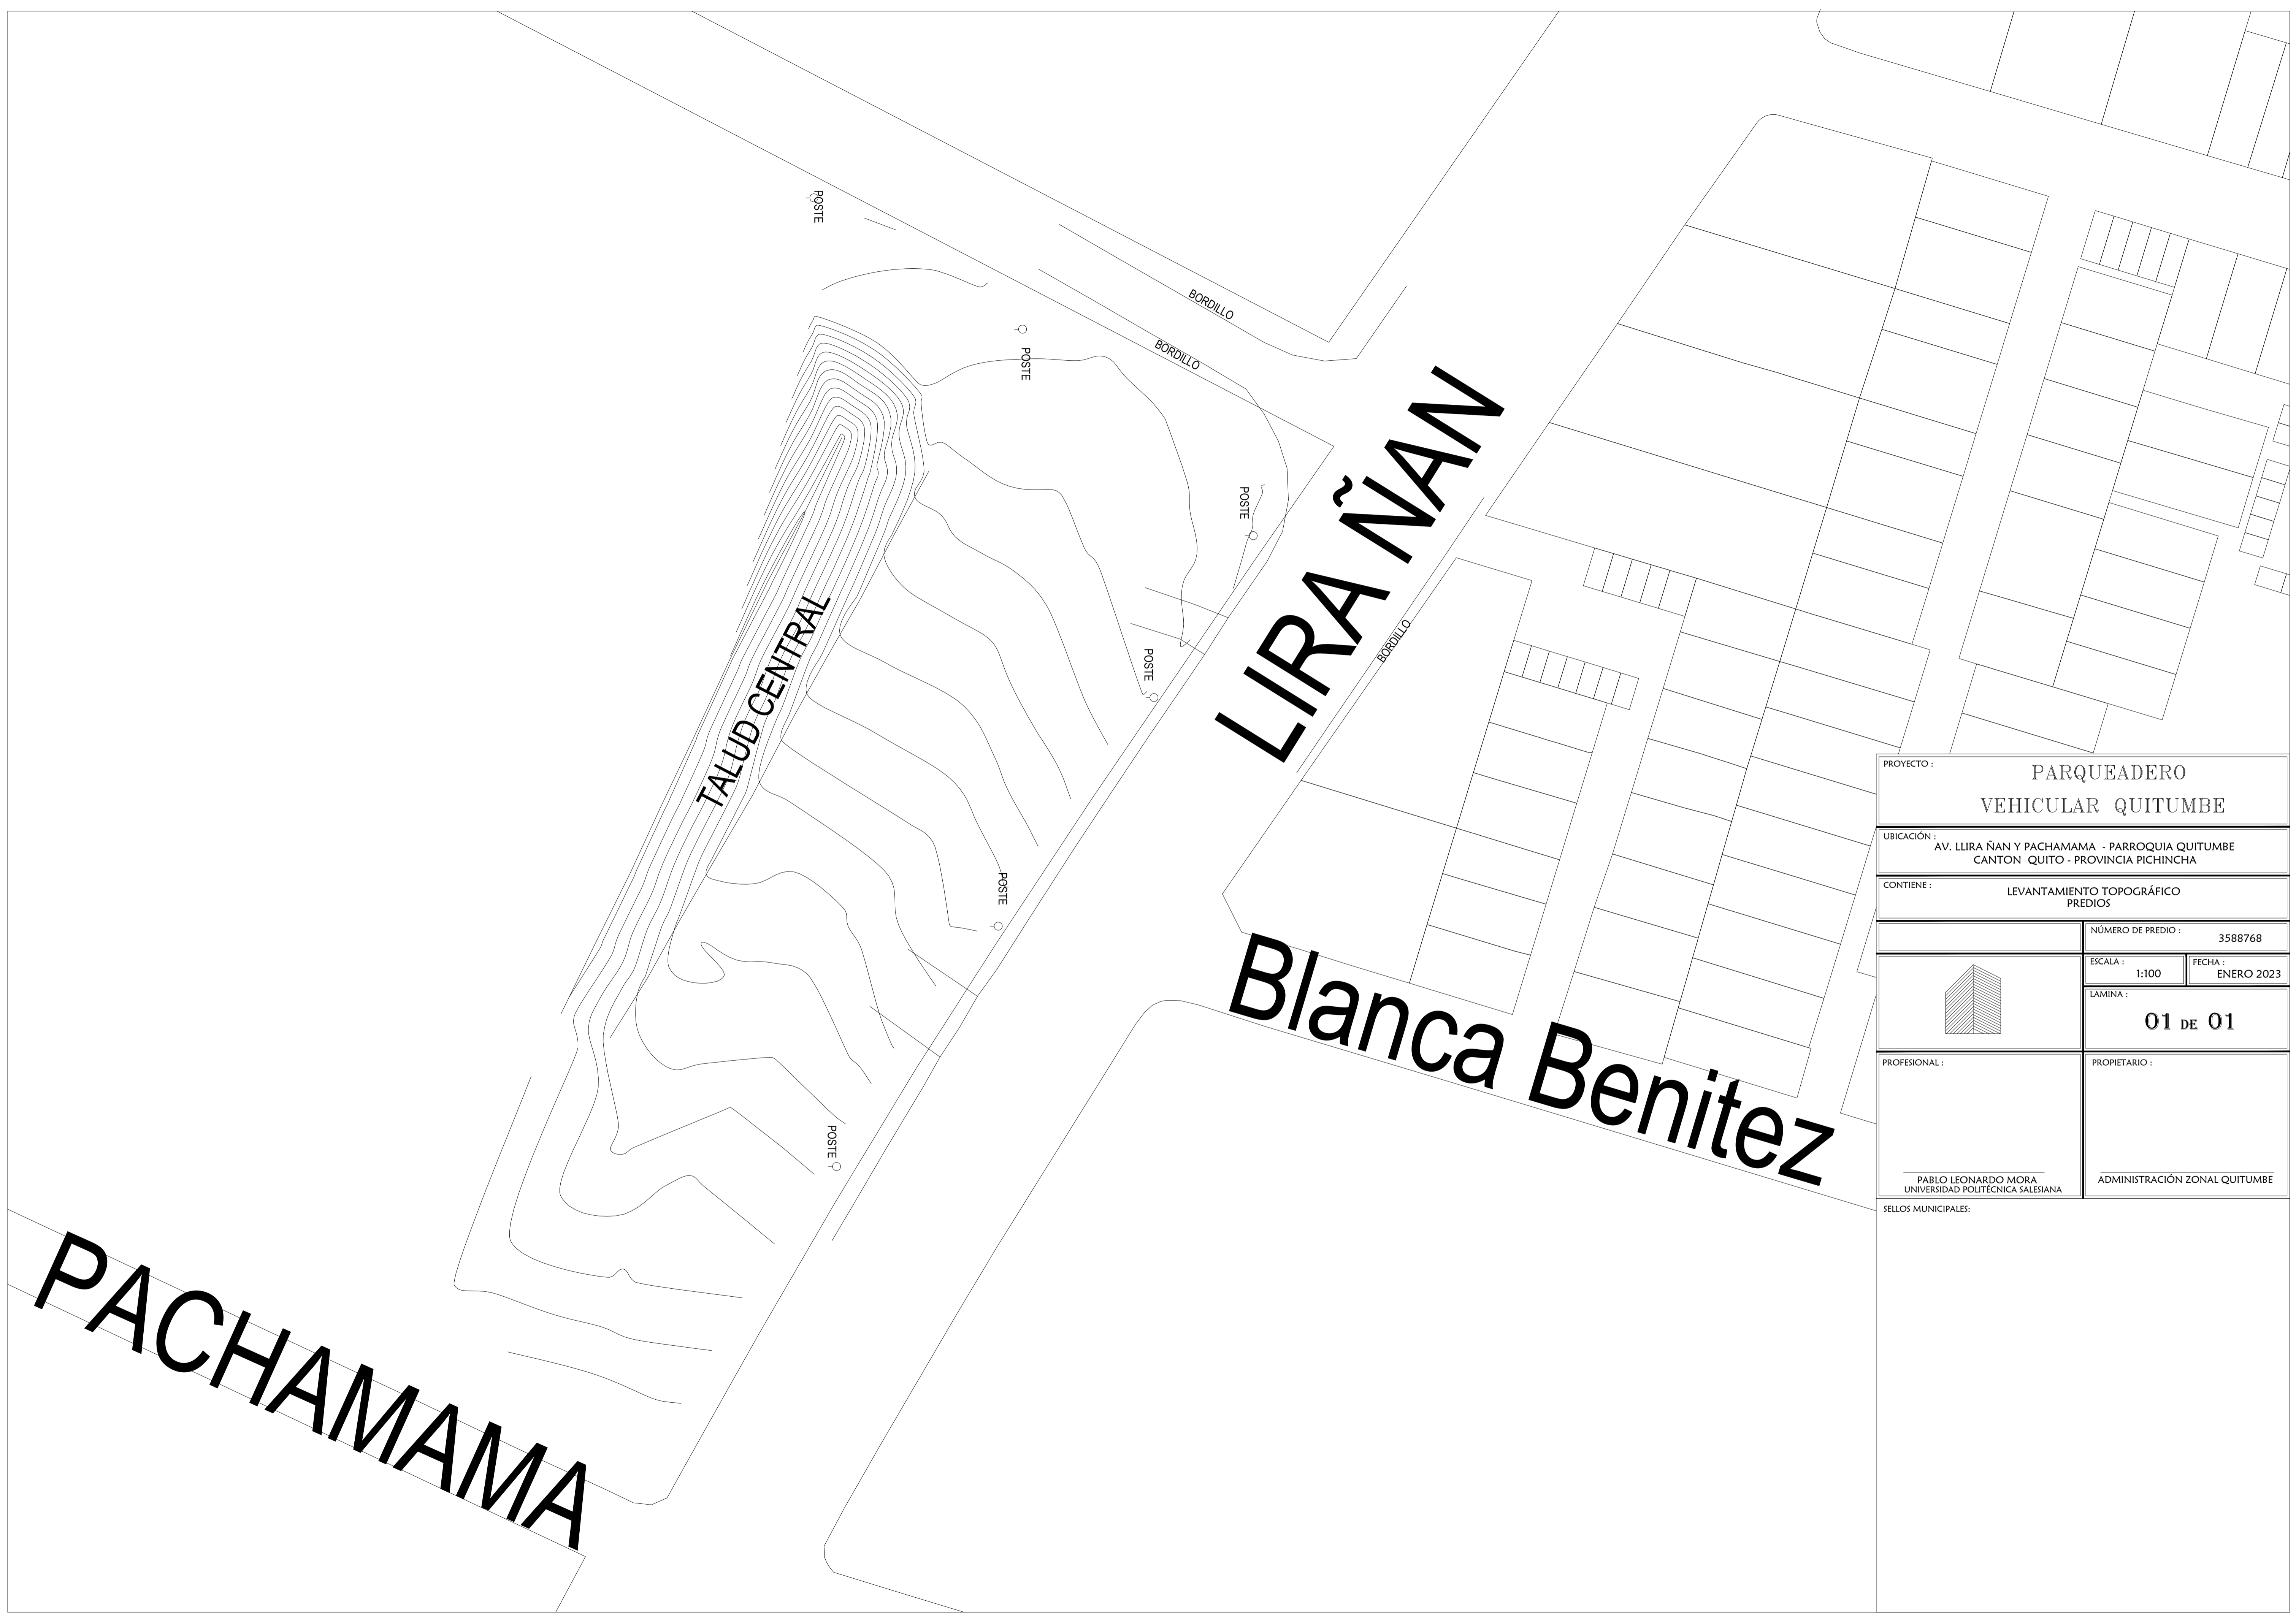 POSTE
BORDILLO
POSTE
BORDILLO
LIRA ÑAN
POSTE
TALUD CENTRAL
BORDILLO
POSTE
POSTE
Blanca Benitez
POSTE
PACHAMAMA
PROYECTO :
PARQUEADERO
VEHICULAR QUITUMBE
UBICACIÓN :
AV. LLIRA ÑAN Y PACHAMAMA - PARROQUIA QUITUMBE
CANTON QUITO - PROVINCIA PICHINCHA
CONTIENE :
LEVANTAMIENTO TOPOGRÁFICO
PREDIOS
NÚMERO DE PREDIO :
3588768
ESCALA :
1:100
FECHA :
ENERO 2023
LAMINA :
01 DE 01
PROFESIONAL :
PABLO LEONARDO MORA
UNIVERSIDAD POLITÉCNICA SALESIANA
PROPIETARIO :
ADMINISTRACIÓN ZONAL QUITUMBE
SELLOS MUNICIPALES: